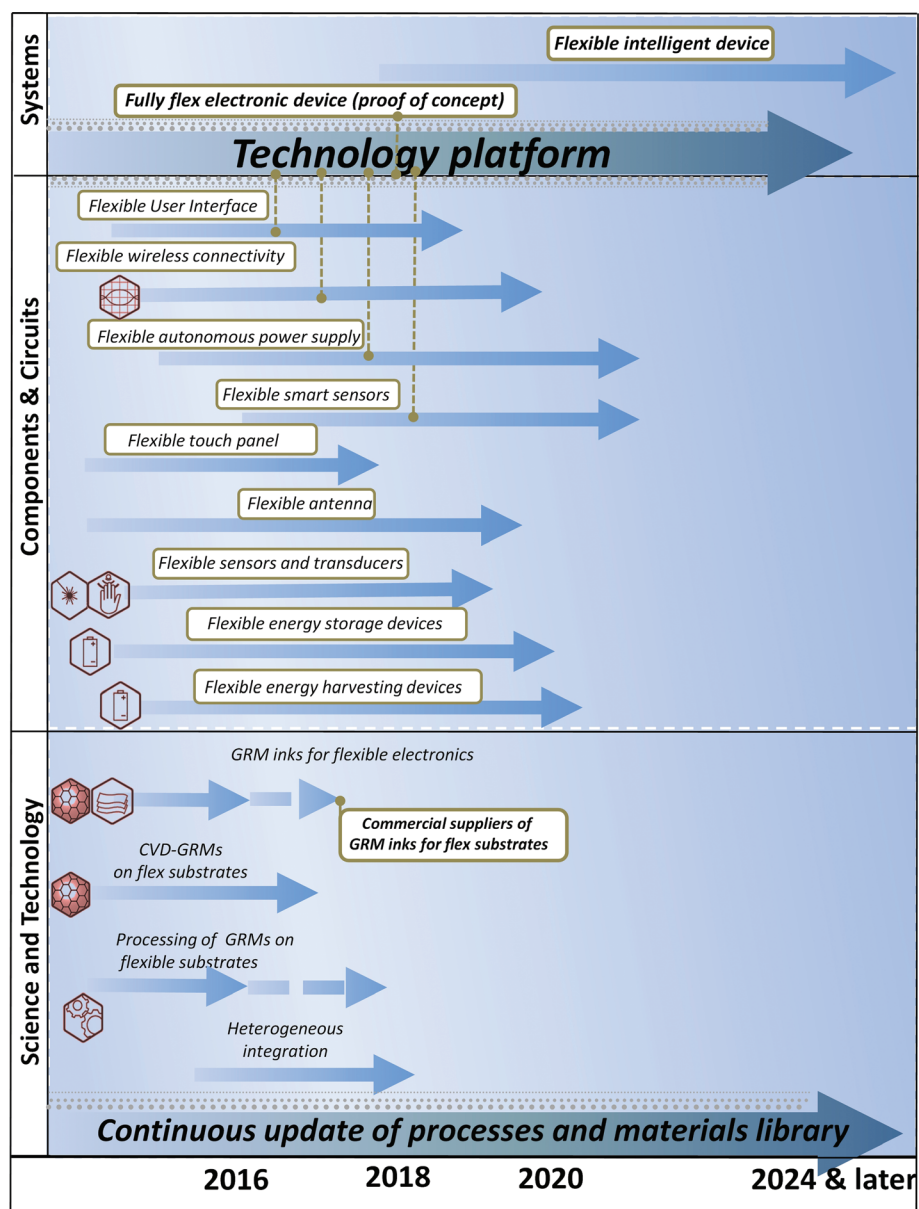 Systems
Flexible intelligent device
Fully flex electronic device (proof of concept)
Technology platform
Components & Circuits
Flexible User Interface
Flexible wireless connectivity
Flexible autonomous power supply
Flexible smart sensors
Flexible touch panel
Flexible antenna
Flexible sensors and transducers
Flexible energy storage devices
Flexible energy harvesting devices
Science and Technology
GRM inks for flexible electronics
Commercial suppliers of
GRM inks for flex substrates
CVD-GRMs
on flex substrates
Processing of GRMs on
flexible substrates
Heterogeneous
integration
Continuous update of processes and materials library
2016 2018 2020 2024 & later